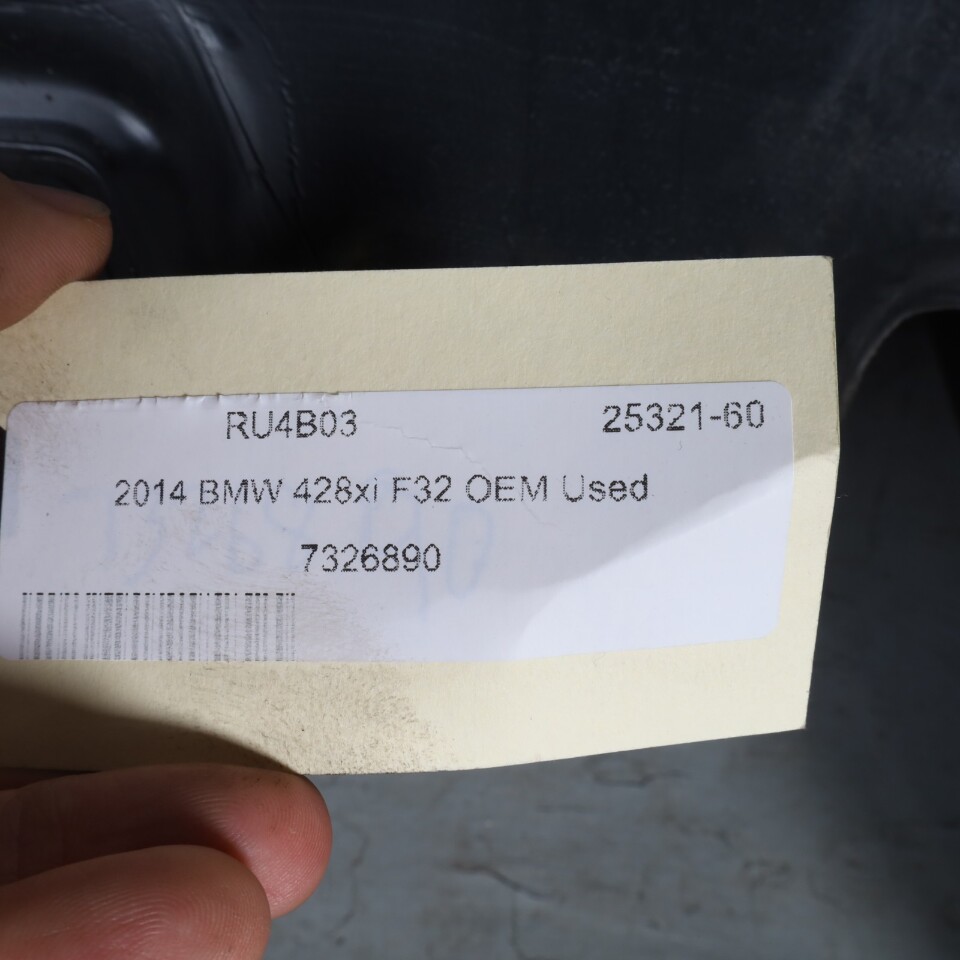 RU4B03 25321-60
2014 BMW 428xi F32 OEM Used
7326890